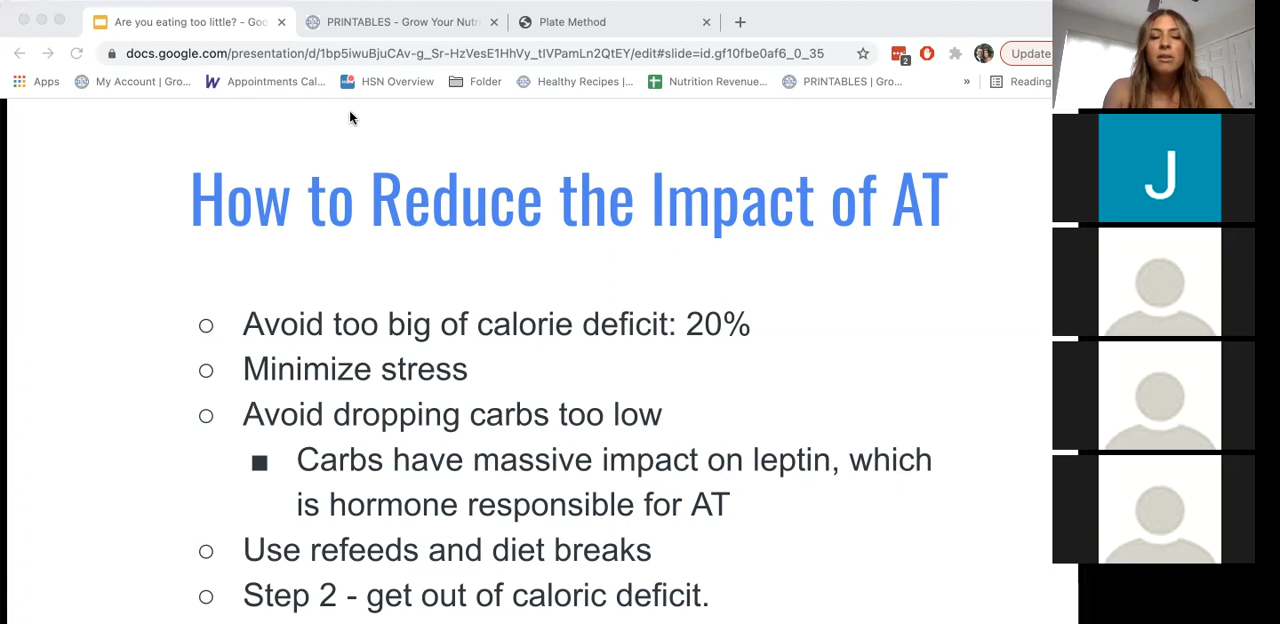 Are you eating too little? - Goo
PRINTABLES - Grow Your Nutr
Plate Method
docs.google.com/presentation/d/1bp5iwuBjuCAv-g_Sr-HzVesE1HhVy_tIVPamLn2QtEY/edit#slide=id.gf10fbe0af6_0_35
2
Update
Apps
My Account | Gro...
Appointments Cal...
HSN Overview
Folder
Healthy Recipes |...
Nutrition Revenue...
PRINTABLES | Gro...
»
Reading
J
How to Reduce the Impact of AT
Avoid too big of calorie deficit: 20%
Minimize stress
Avoid dropping carbs too low
Carbs have massive impact on leptin, which
is hormone responsible for AT
Use refeeds and diet breaks
Step 2 - get out of caloric deficit.